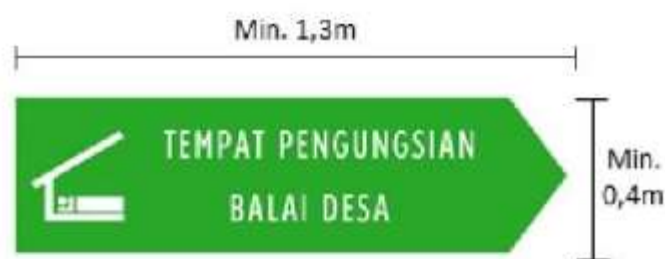 Min. 1,3m
TEMPAT PENGUNGSIAN
BALAI DESA
Min.
0,4m